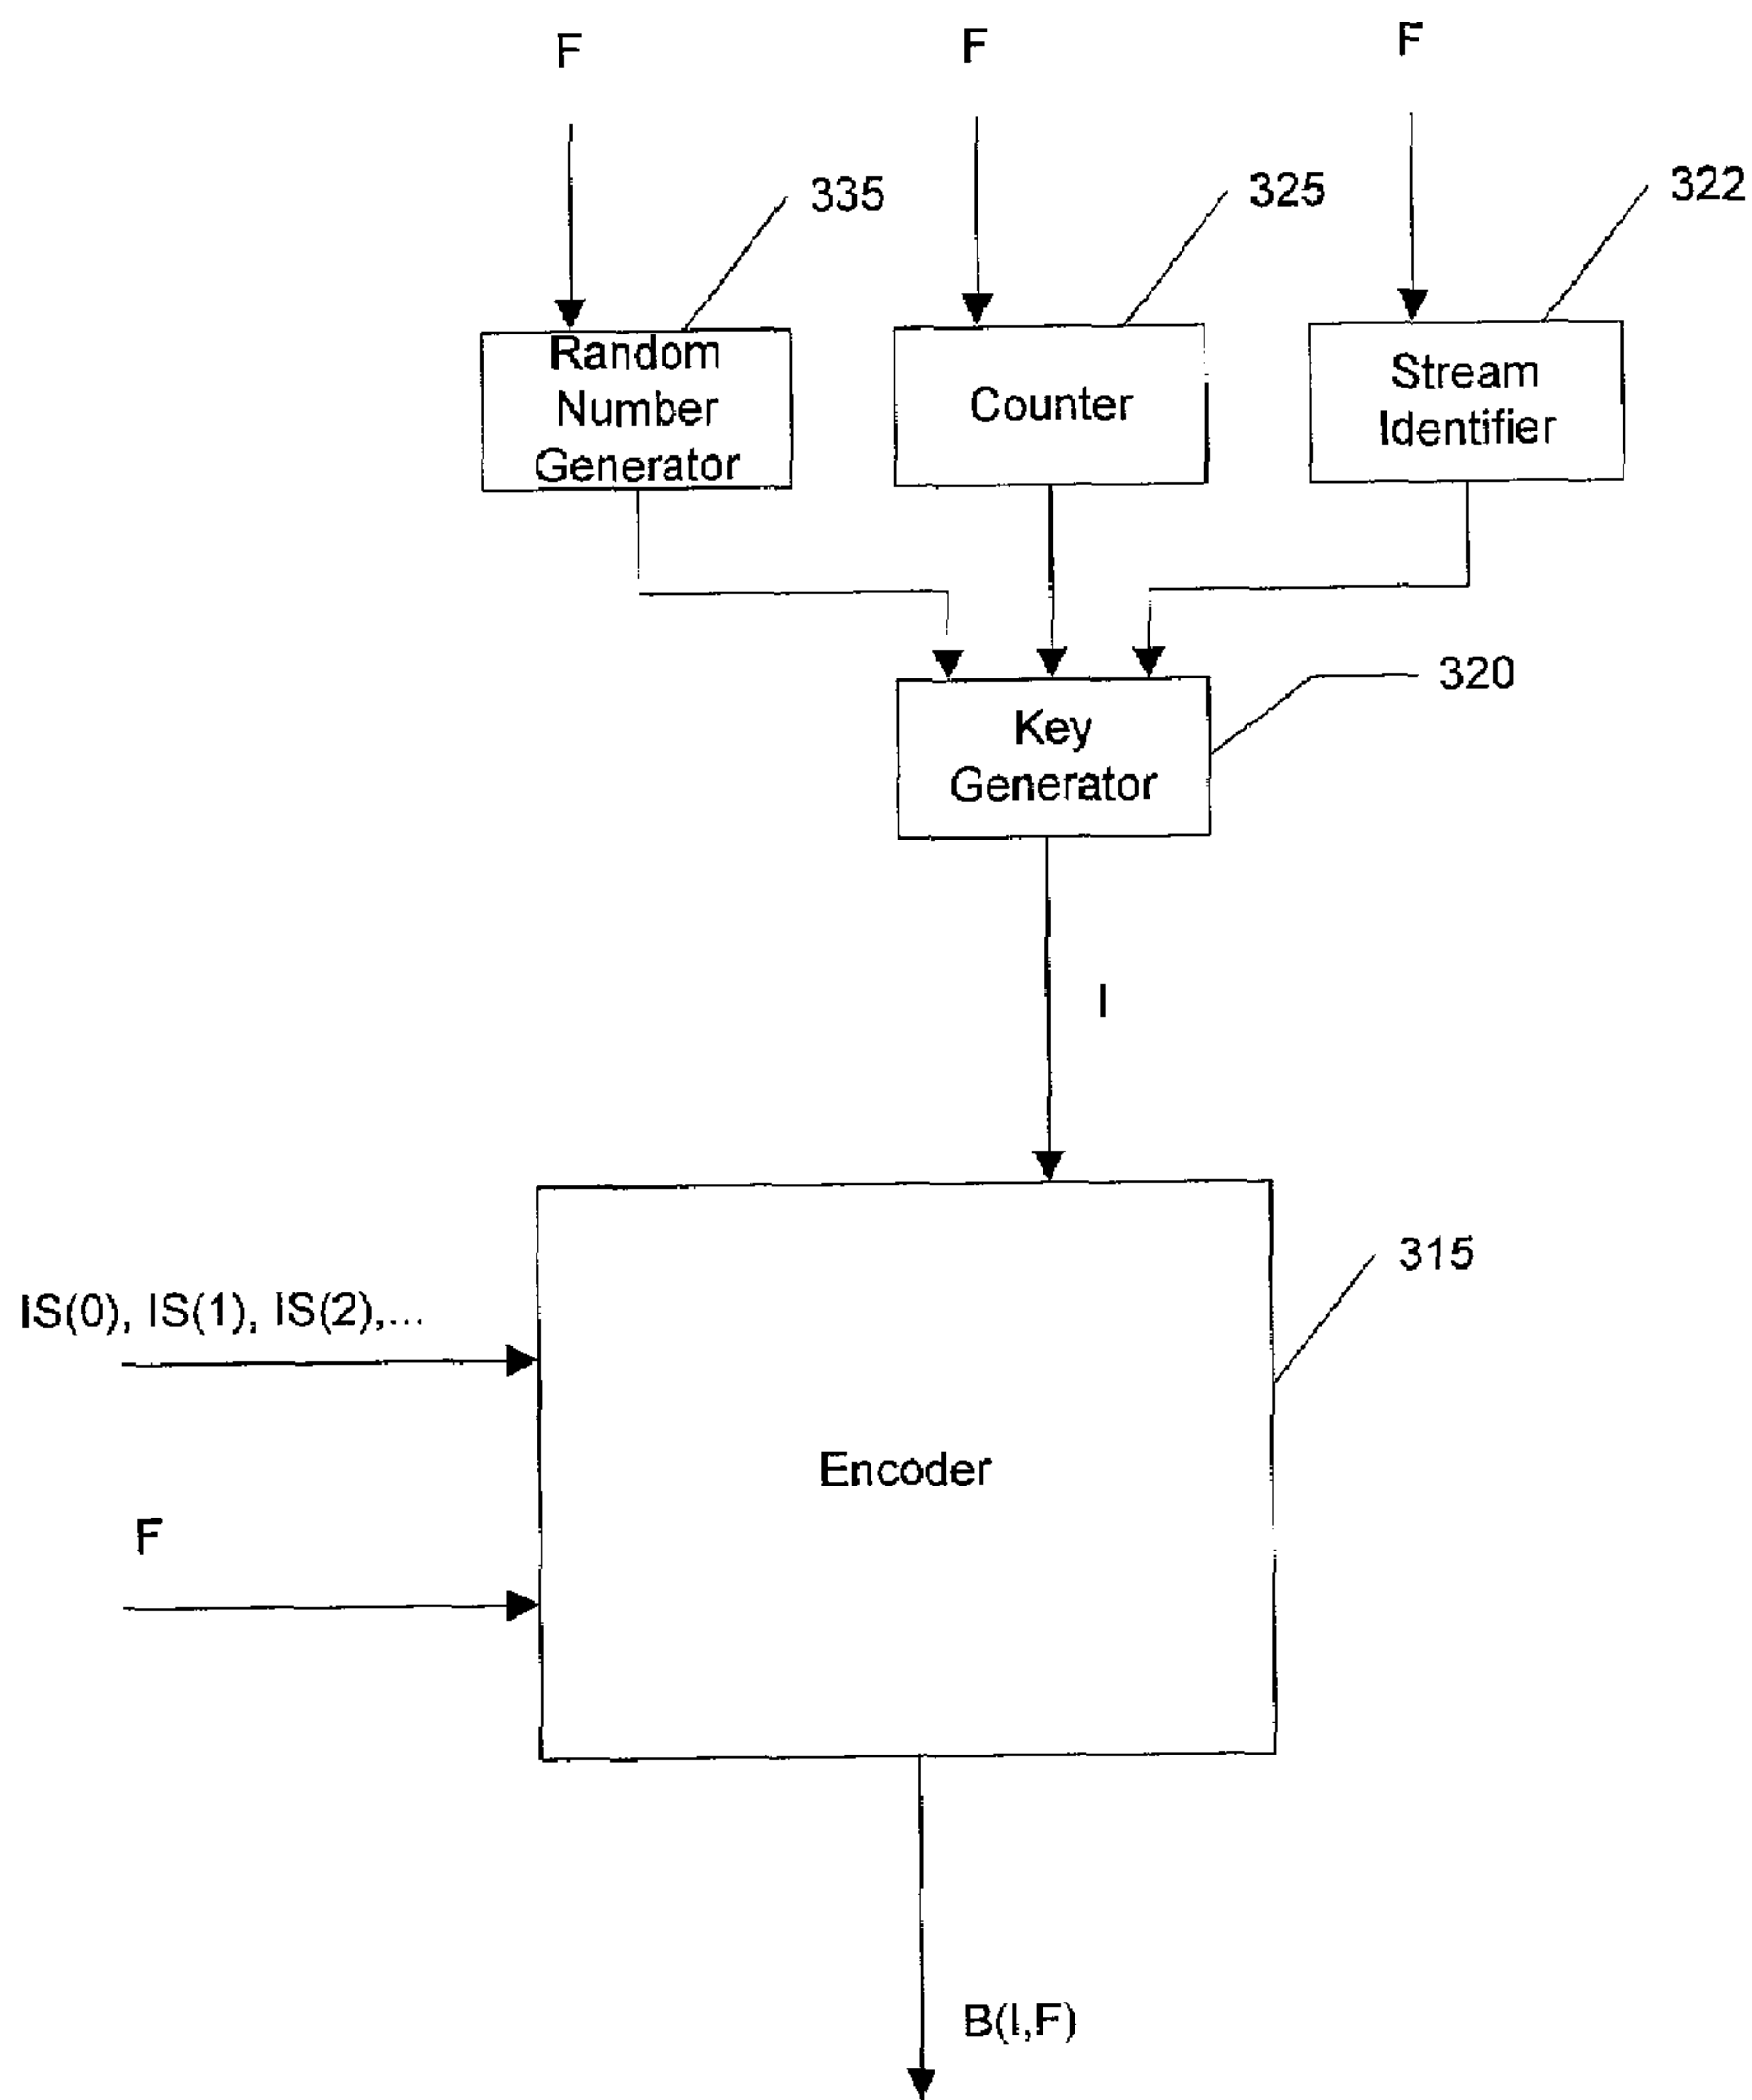 F
F
F
335
325
322
Random
Number
Generator
Counter
Stream
Identifier
320
Key
Generator
I
315
IS(0), IS(1), IS(2),...
Encoder
F
B(I,F)